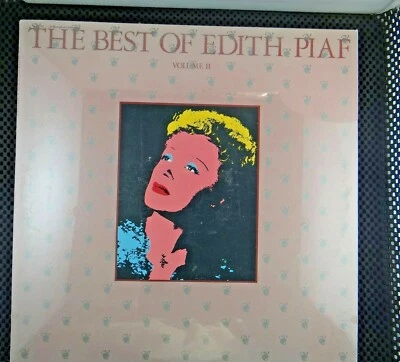 THE BEST OF EDITH PIAF
VOLUME II